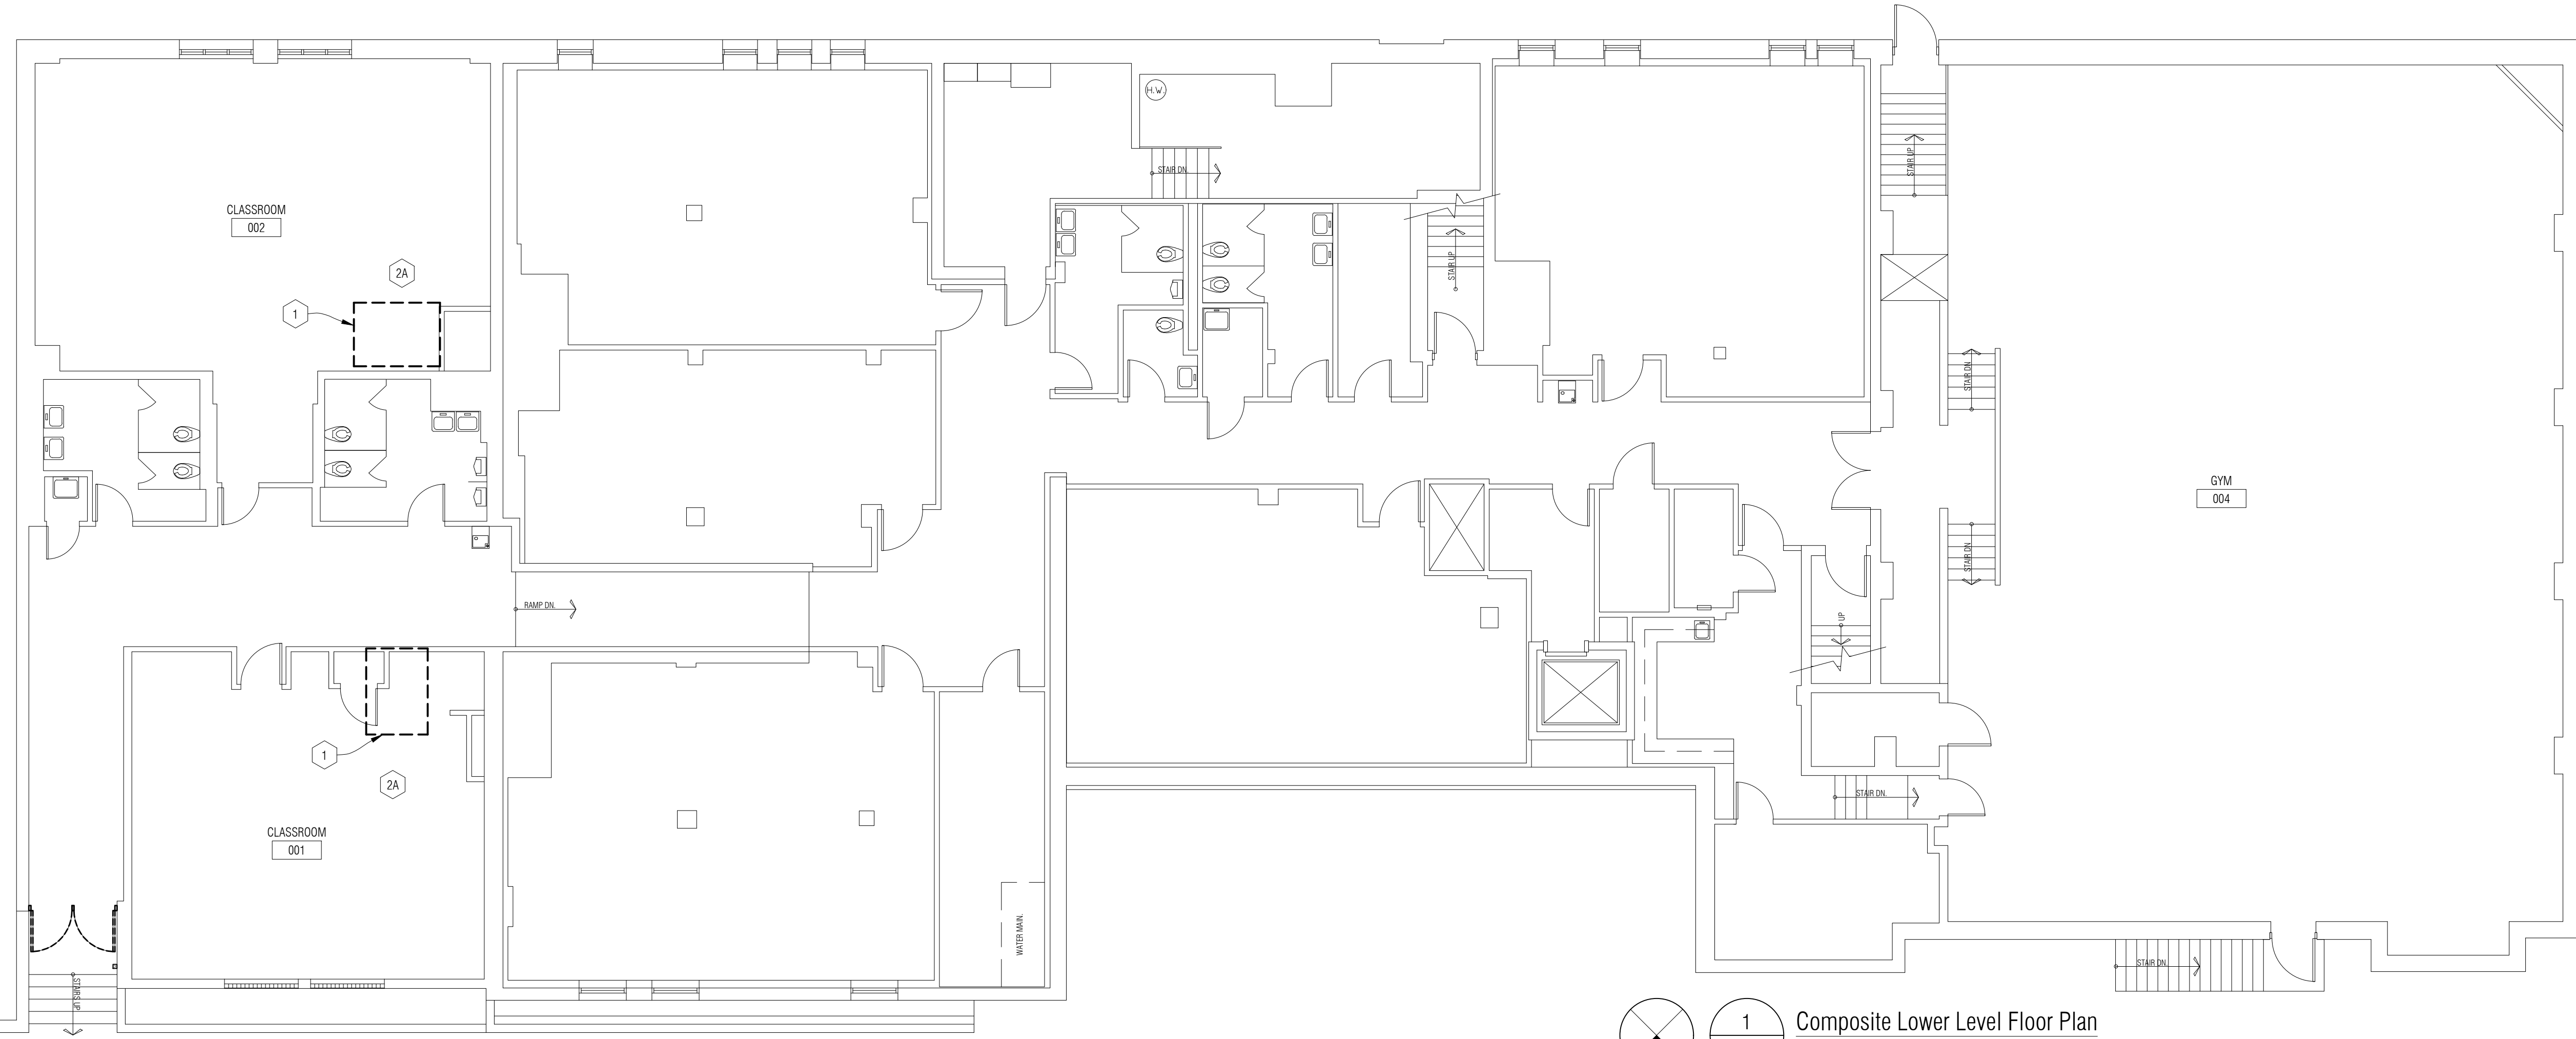 H.W.
STAIR DN.
STAIR UP
CLASSROOM
002
2A
1
STAIR UP
STAIR DN
GYM
004
STAIR DN
RAMP DN.
UP
1
2A
STAIR DN.
CLASSROOM
001
WATER MAIN.
STAIR DN.
STAIRS UP
1
Composite Lower Level Floor Plan